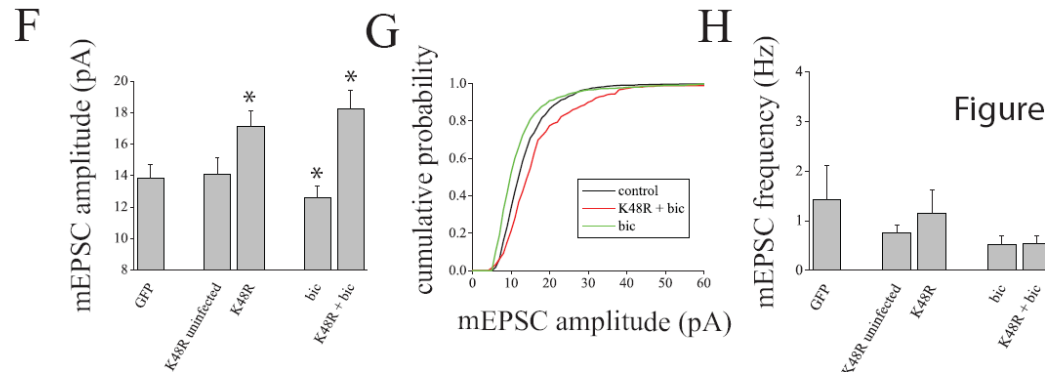 F
mEPSC amplitude (pA)
20
18
16
14
12
10
8
*
*
*
GFP
K48R uninfected
K48R
bic
K48R + bic
G
cumulative probability
1.0
0.8
0.6
0.4
0.2
0.0
control
K48R + bic
bic
0
10
20
30
40
50
60
mEPSC amplitude (pA)
H
mEPSC frequency (Hz)
4
3
2
1
0
Figure
GFP
K48R uninfected
K48R
bic
K48R + bic